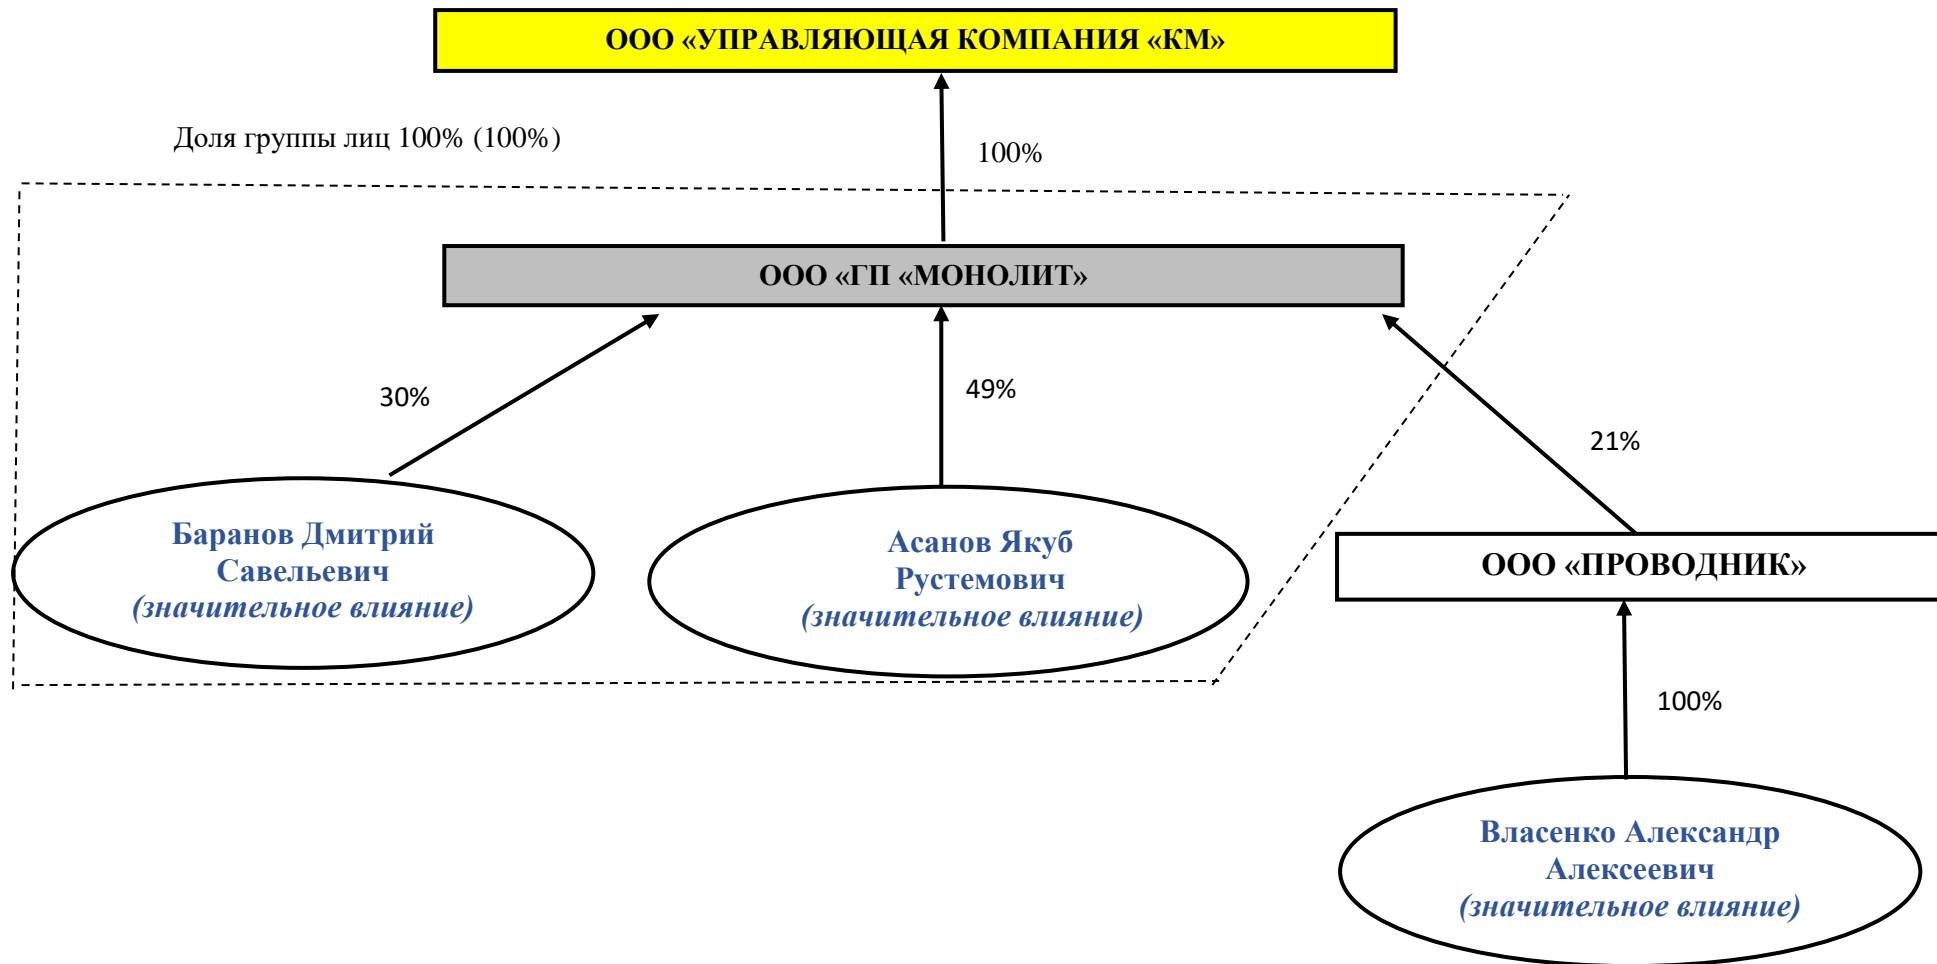 ООО «УПРАВЛЯЮЩАЯ КОМПАНИЯ «КМ»
Доля группы лиц 100% (100%)
100%
ООО «ГП «МОНОЛИТ»
30%
49%
21%
Баранов Дмитрий
Савельевич
(значительное влияние)
Асанов Якуб
Рустемович
(значительное влияние)
ООО «ПРОВОДНИК»
100%
Власенко Александр
Алексеевич
(значительное влияние)